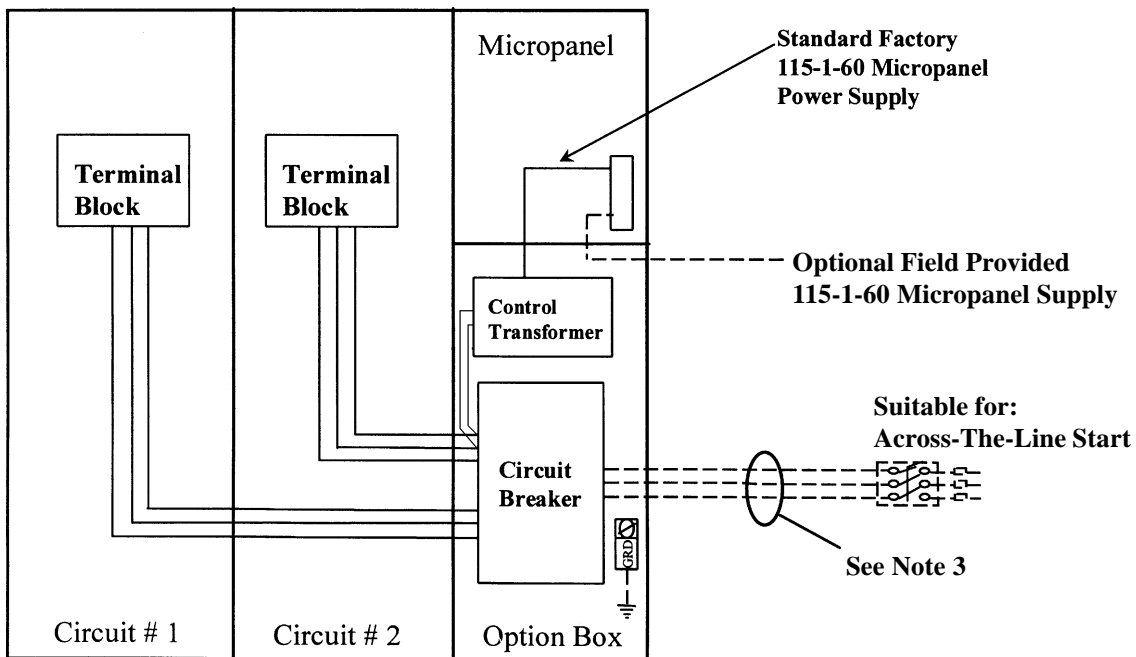 Micropanel
Standard Factory
115-1-60 Micropanel
Power Supply
Terminal
Block
Terminal
Block
Optional Field Provided
115-1-60 Micropanel Supply
Control
Transformer
Suitable for:
Across-The-Line Start
Circuit
Breaker
GRD
See Note 3
Circuit # 1
Circuit # 2
Option Box